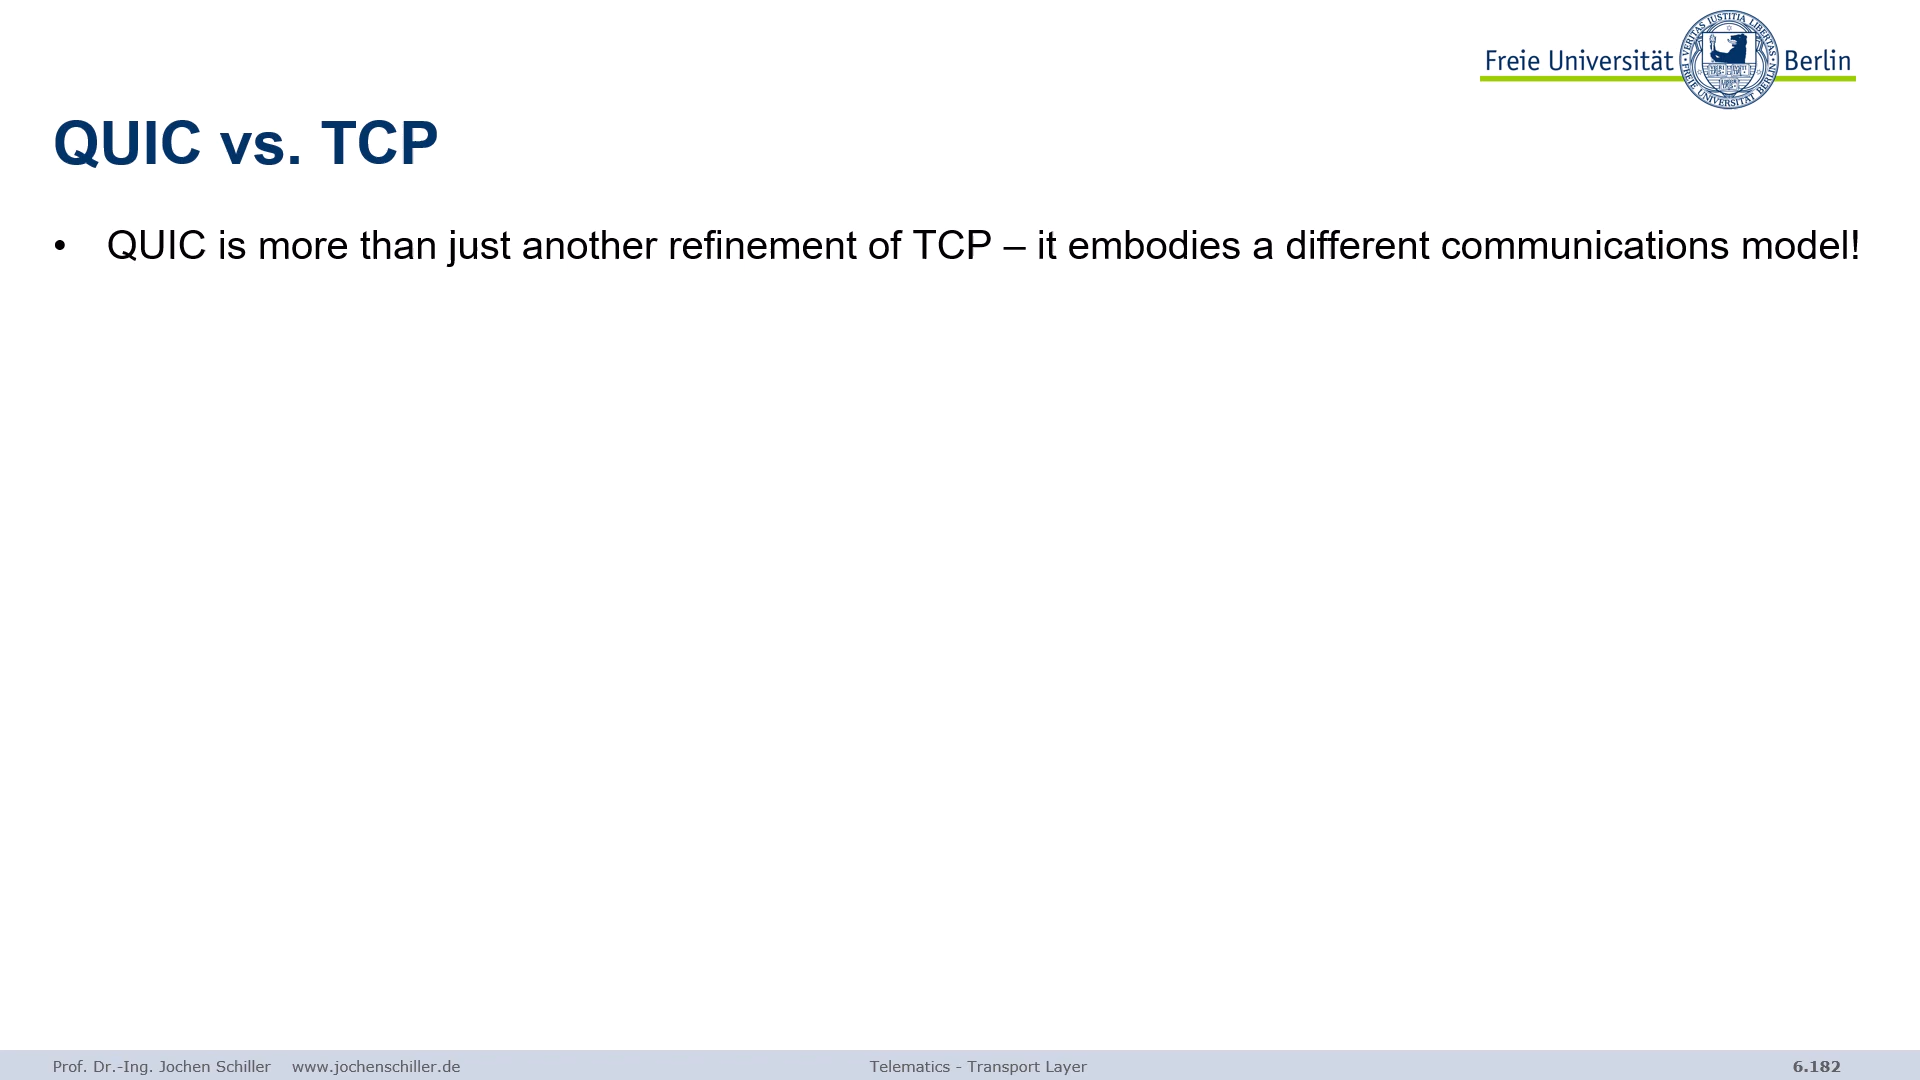 Freie Universität Berlin
QUIC vs. TCP
• QUIC is more than just another refinement of TCP – it embodies a different communications model!
Prof. Dr.-Ing. Jochen Schiller www.jochenschiller.de Telematics - Transport Layer 6.182